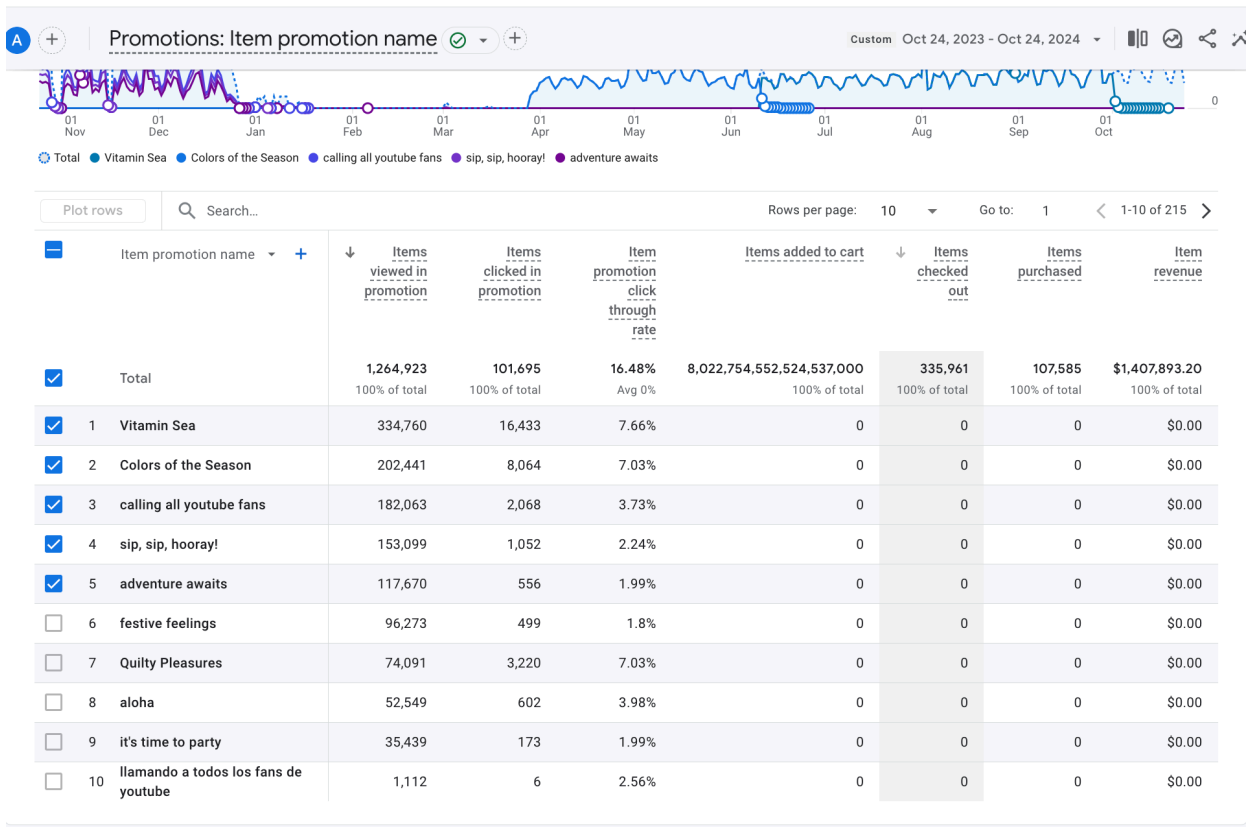 A
Promotions: Item promotion name
Custom Oct 24, 2023 - Oct 24, 2024
0
01 01 01 01 01 01 01 01 01 01 01 01
Nov Dec Jan Feb Mar Apr May Jun Jul Aug Sep Oct
Total Vitamin Sea Colors of the Season calling all youtube fans sip, sip, hooray! adventure awaits
Plot rows Search... Rows per page: 10 Go to: 1 1-10 of 215
Item promotion name
Items
viewed in
promotion
Items
clicked in
promotion
Item
promotion
click
through
rate
Items added to cart
Items
checked
out
Items
purchased
Item
revenue
Total 1,264,923 101,695 16.48% 8,022,754,552,524,537,000 335,961 107,585 $1,407,893.20
100% of total 100% of total Avg 0% 100% of total 100% of total 100% of total 100% of total
1 Vitamin Sea 334,760 16,433 7.66% 0 0 0 $0.00
2 Colors of the Season 202,441 8,064 7.03% 0 0 0 $0.00
3 calling all youtube fans 182,063 2,068 3.73% 0 0 0 $0.00
4 sip, sip, hooray! 153,099 1,052 2.24% 0 0 0 $0.00
5 adventure awaits 117,670 556 1.99% 0 0 0 $0.00
6 festive feelings 96,273 499 1.8% 0 0 0 $0.00
7 Quilty Pleasures 74,091 3,220 7.03% 0 0 0 $0.00
8 aloha 52,549 602 3.98% 0 0 0 $0.00
9 it's time to party 35,439 173 1.99% 0 0 0 $0.00
10 llamando a todos los fans de
youtube 1,112 6 2.56% 0 0 0 $0.00